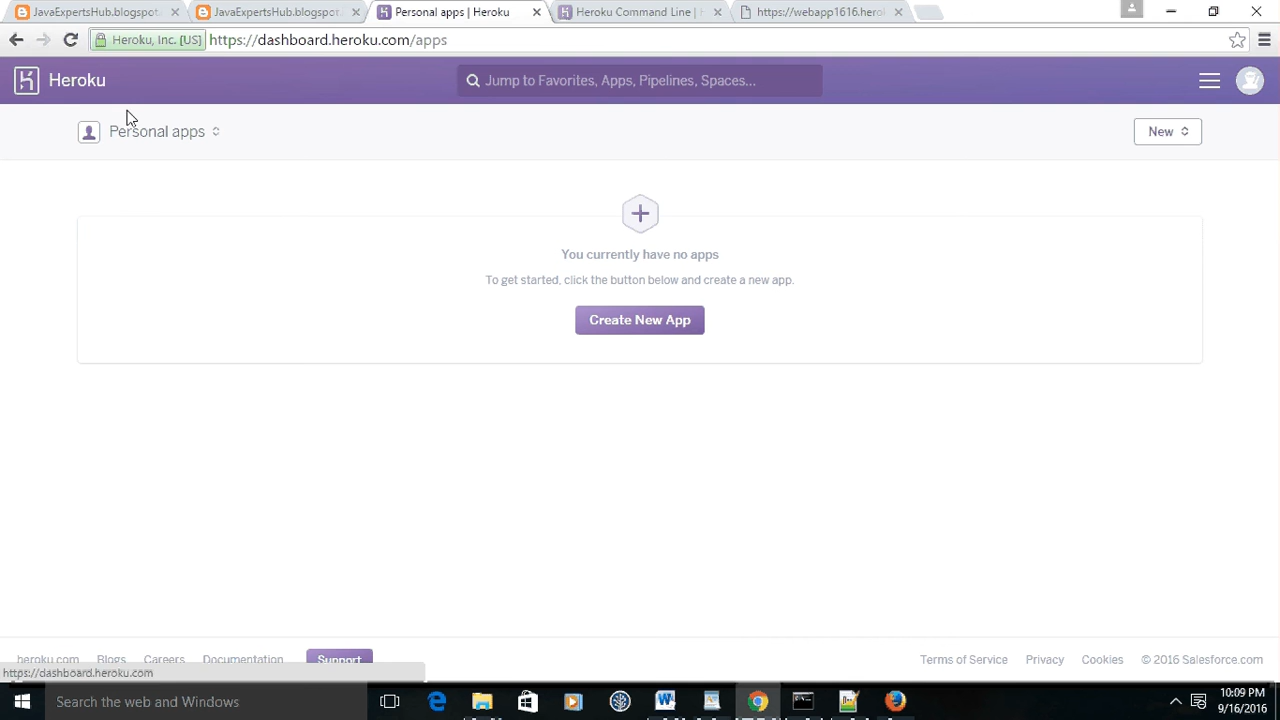 JavaExpertsHub.blogspot.
JavaExpertsHub.blogspot.
Personal apps | Heroku
Heroku Command Line | H
https://webapp1616.herok
Heroku, Inc. [US]
https://dashboard.heroku.com/apps
Heroku
Jump to Favorites, Apps, Pipelines, Spaces...
Personal apps
New
You currently have no apps
To get started, click the button below and create a new app.
Create New App
heroku.com Blogs Careers Documentation Support
Terms of Service Privacy Cookies © 2016 Salesforce.com
https://dashboard.heroku.com
Search the web and Windows
10:09 PM
9/16/2016